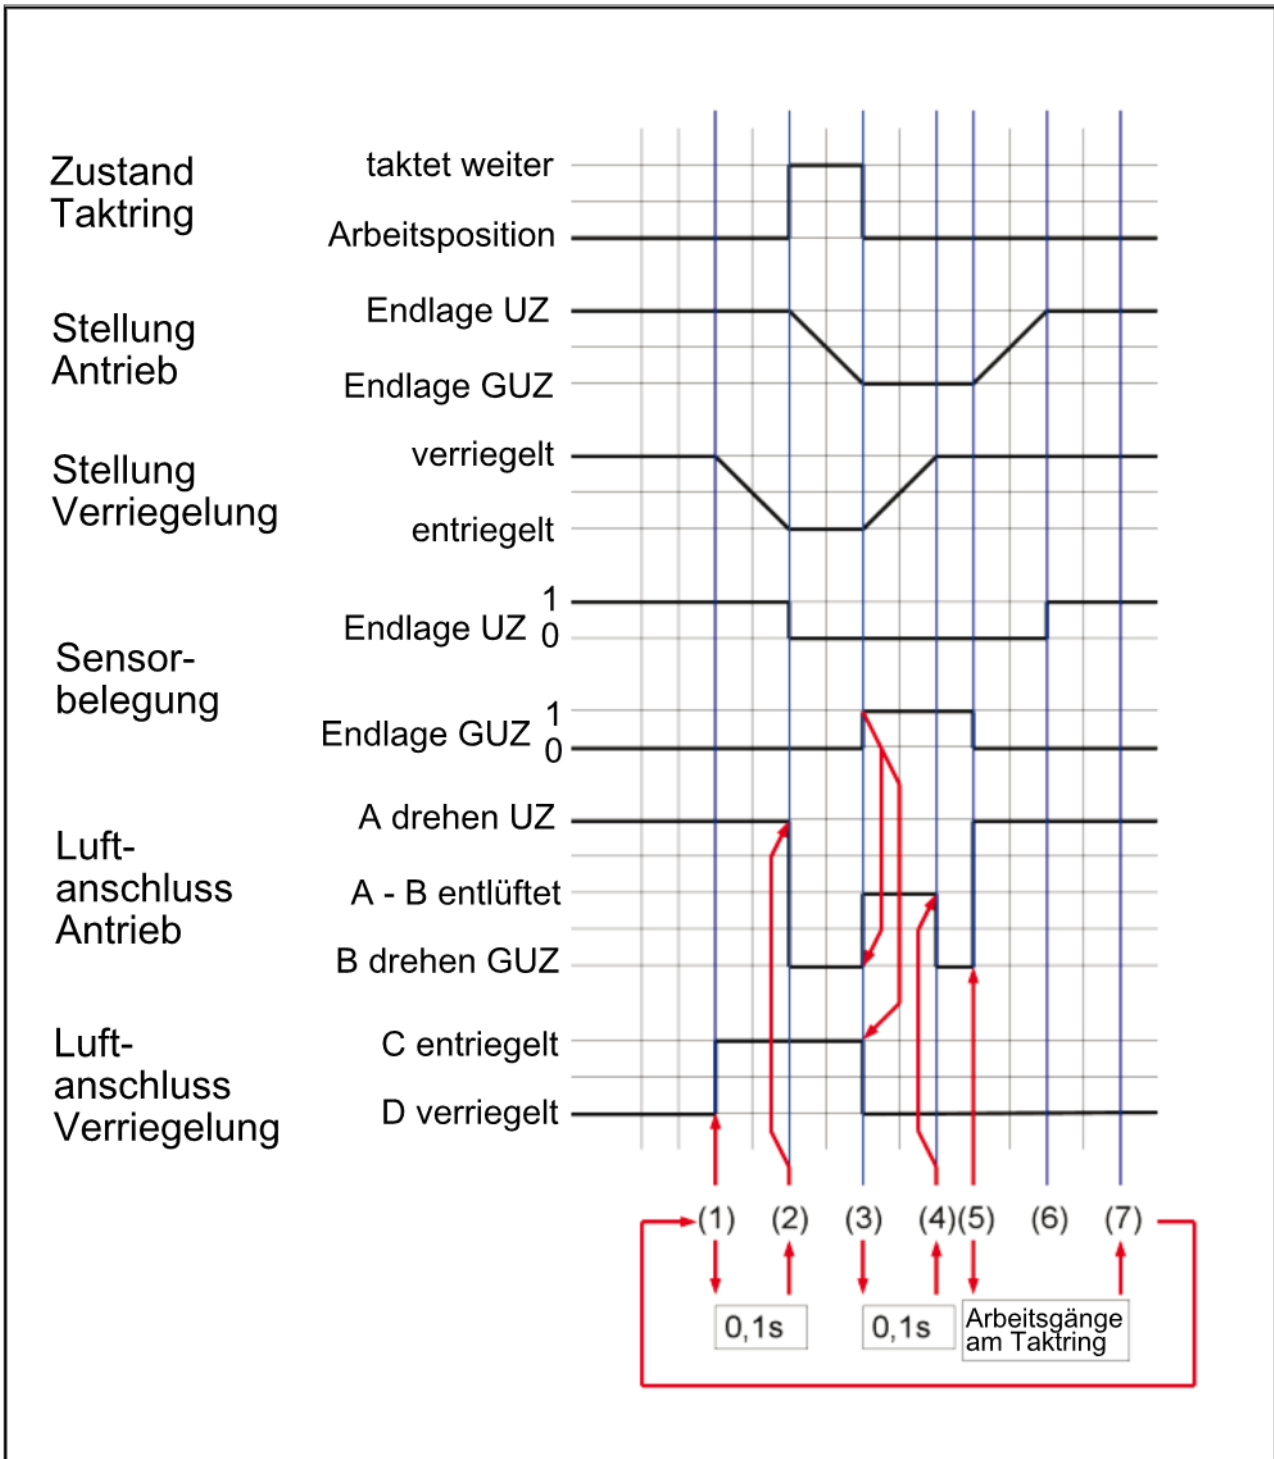 Zustand
Taktring
taktet weiter
Arbeitsposition
Stellung
Antrieb
Endlage UZ
Endlage GUZ
Stellung
Verriegelung
verriegelt
entriegelt
Sensor-
belegung
Endlage UZ
1
0
Endlage GUZ
1
0
Luft-
anschluss
Antrieb
A drehen UZ
A - B entlüftet
B drehen GUZ
Luft-
anschluss
Verriegelung
C entriegelt
D verriegelt
(1) (2) (3) (4) (5) (6) (7)
0,1s
0,1s
Arbeitsgänge
am Taktring